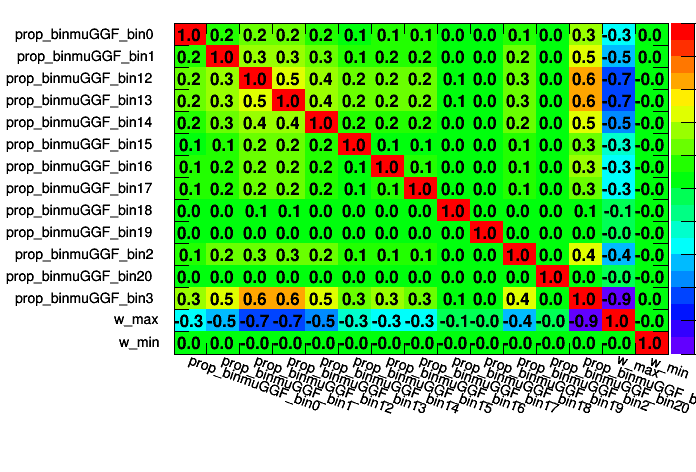 prop_binmuGGF_bin0 1.0 0.2 0.2 0.2 0.2 0.1 0.1 0.1 0.0 0.0 0.1 0.0 0.3 -0.3 0.0
prop_binmuGGF_bin1 0.2 1.0 0.3 0.3 0.3 0.1 0.2 0.2 0.0 0.0 0.2 0.0 0.5 -0.5 -0.0
prop_binmuGGF_bin12 0.2 0.3 1.0 0.5 0.4 0.2 0.2 0.2 0.1 0.0 0.3 0.0 0.6 -0.7 -0.0
prop_binmuGGF_bin13 0.2 0.3 0.5 1.0 0.4 0.2 0.2 0.2 0.1 0.0 0.3 0.0 0.6 -0.7 -0.0
prop_binmuGGF_bin14 0.2 0.3 0.4 0.4 1.0 0.2 0.2 0.2 0.0 0.0 0.2 0.0 0.5 -0.5 -0.0
prop_binmuGGF_bin15 0.1 0.1 0.2 0.2 0.2 1.0 0.1 0.1 0.0 0.0 0.1 0.0 0.3 -0.3 -0.0
prop_binmuGGF_bin16 0.1 0.2 0.2 0.2 0.2 0.1 1.0 0.1 0.0 0.0 0.1 0.0 0.3 -0.3 -0.0
prop_binmuGGF_bin17 0.1 0.2 0.2 0.2 0.2 0.1 0.1 1.0 0.0 0.0 0.1 0.0 0.3 -0.3 -0.0
prop_binmuGGF_bin18 0.0 0.0 0.1 0.1 0.0 0.0 0.0 0.0 1.0 0.0 0.0 0.0 0.1 -0.1 -0.0
prop_binmuGGF_bin19 0.0 0.0 0.0 0.0 0.0 0.0 0.0 0.0 0.0 1.0 0.0 0.0 0.0 -0.0 -0.0
prop_binmuGGF_bin2 0.1 0.2 0.3 0.3 0.2 0.1 0.1 0.1 0.0 0.0 1.0 0.0 0.4 -0.4 -0.0
prop_binmuGGF_bin20 0.0 0.0 0.0 0.0 0.0 0.0 0.0 0.0 0.0 0.0 0.0 1.0 0.0 -0.0 -0.0
prop_binmuGGF_bin3 0.3 0.5 0.6 0.6 0.5 0.3 0.3 0.3 0.1 0.0 0.4 0.0 1.0 -0.9 0.0
w_max -0.3 -0.5 -0.7 -0.7 -0.5 -0.3 -0.3 -0.3 -0.1 -0.0 -0.4 -0.0 -0.9 1.0 -0.0
w_min 0.0 -0.0 -0.0 -0.0 -0.0 -0.0 -0.0 -0.0 -0.0 -0.0 -0.0 -0.0 0.0 -0.0 1.0
prop_binmuGGF_bin0
prop_binmuGGF_bin1
prop_binmuGGF_bin12
prop_binmuGGF_bin13
prop_binmuGGF_bin14
prop_binmuGGF_bin15
prop_binmuGGF_bin16
prop_binmuGGF_bin17
prop_binmuGGF_bin18
prop_binmuGGF_bin19
prop_binmuGGF_bin2
prop_binmuGGF_bin20
prop_binmuGGF_b
w_max
w_min